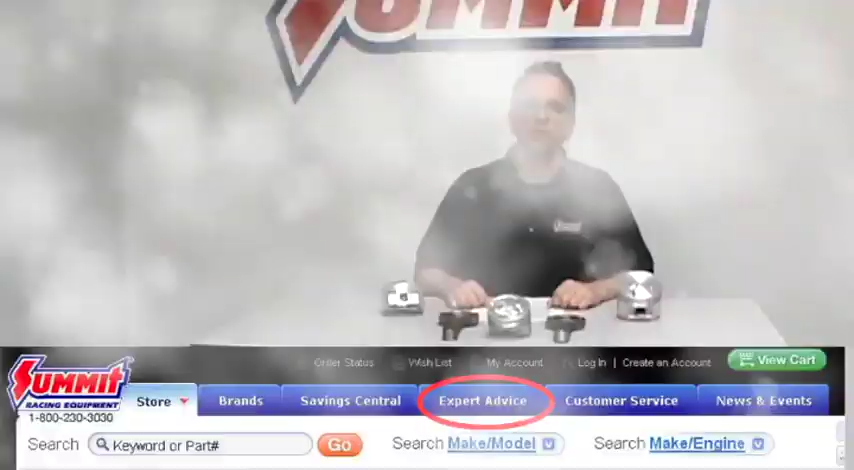 SUMMIT
Order Status Wish List My Account Log In | Create an Account View Cart
SUMMIT
RACING EQUIPMENT
1-800-230-3030
Store Brands Savings Central Expert Advice Customer Service News & Events
Search Keyword or Part# Go Search Make/Model Search Make/Engine